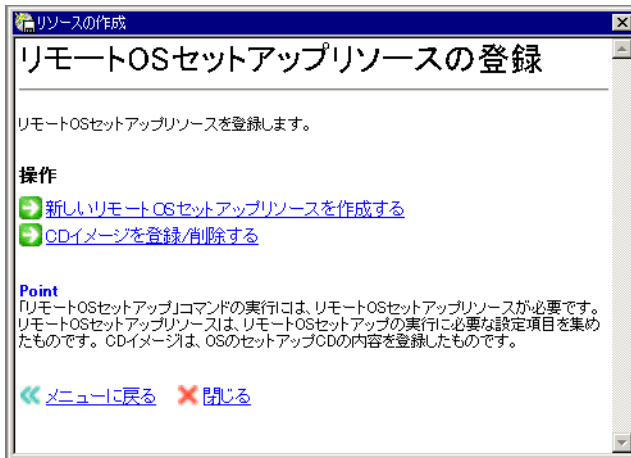 リソースの作成
リモートOSセットアップリソースの登録
リモートOSセットアップリソースを登録します。
操作
新しいリモートOSセットアップリソースを作成する
CDイメージを登録/削除する
Point
「リモートOSセットアップ」コマンドの実行には、リモートOSセットアップリソースが必要です。
リモートOSセットアップリソースは、リモートOSセットアップの実行に必要な設定項目を集め
たものです。CDイメージは、OSのセットアップCDの内容を登録したものです。
メニューに戻る 閉じる